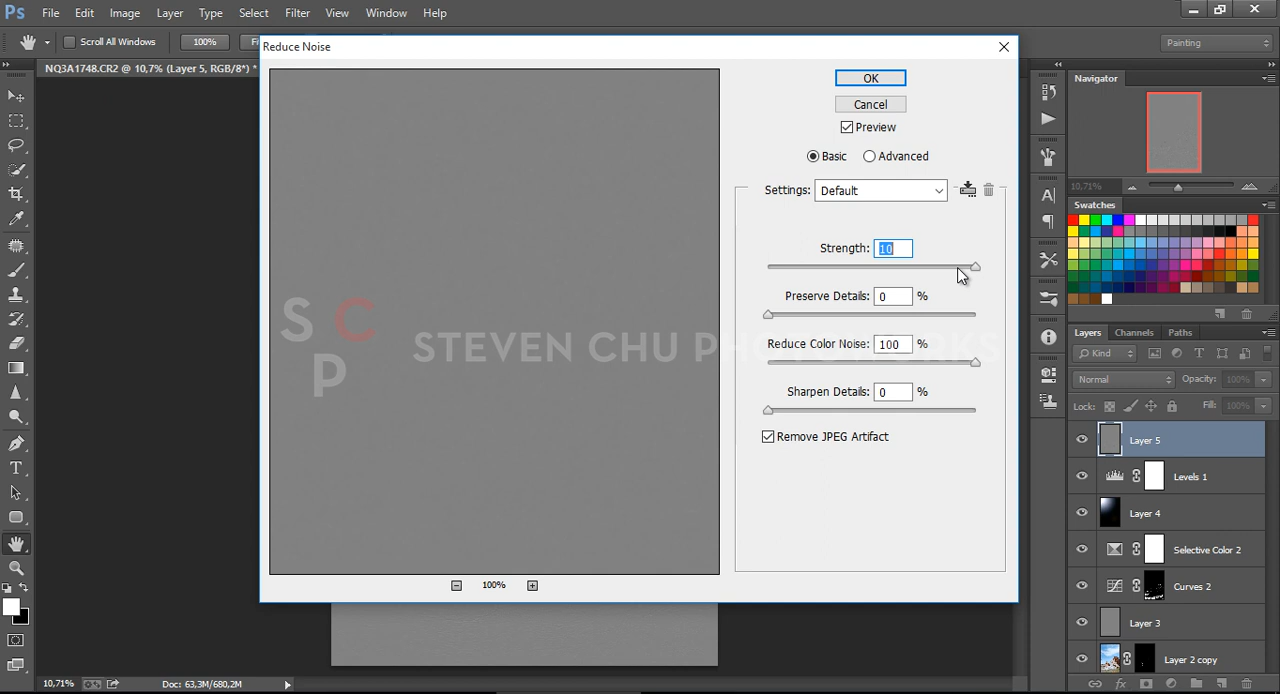 Ps File Edit Image Layer Type Select Filter View Window Help
Scroll All Windows 100%
Painting
NQ3A1748.CR2 @ 10,7% (Layer 5, RGB/8*) *
Reduce Noise
OK
Cancel
Preview
Basic Advanced
Settings: Default
Strength: 10
Preserve Details: 0 %
Reduce Color Noise: 100 %
Sharpen Details: 0 %
Remove JPEG Artifact
100%
S C P
STEVEN CHU PHOTOWORKS
Navigator
10,71%
Swatches
Layers Channels Paths
Kind
Normal Opacity: 100%
Lock: Fill: 100%
Layer 5
Levels 1
Layer 4
Selective Color 2
Curves 2
Layer 3
Layer 2 copy
fx
10,71% Doc: 63,3M/680,2M